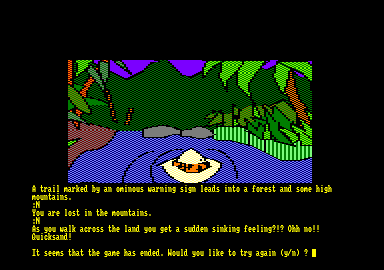 A trail marked by an ominous warning sign leads into a forest and some high
mountains.
:N
You are lost in the mountains.
:N
As you walk across the land you get a sudden sinking feeling?!? Ohh no!!
Quicksand!
It seems that the game has ended. Would you like to try again (y/n) ?